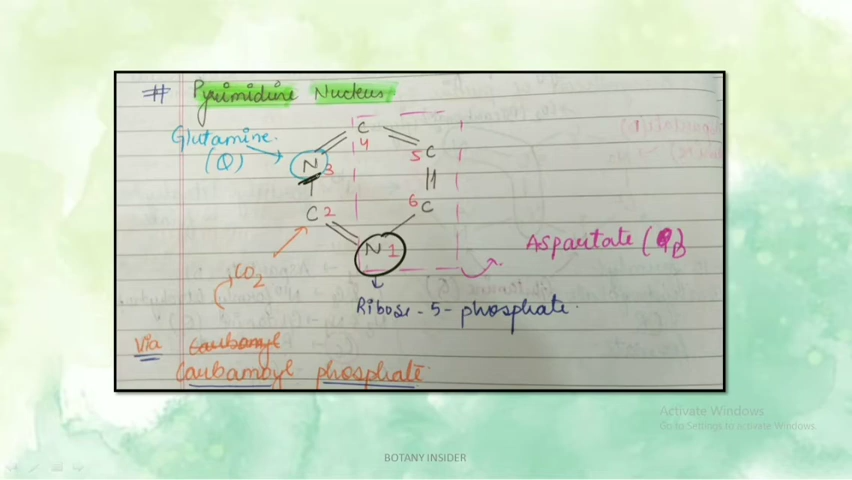 # Pyrimidine Nucleus
Glutamine.
(Q)
C
4
5 C
N 3
6 C
C 2
N 1
Aspartate (D)
CO2
Ribose-5-phosphate.
Via
Carbamyl phosphate.
Activate Windows
Go to Settings to activate Windows.
BOTANY INSIDER